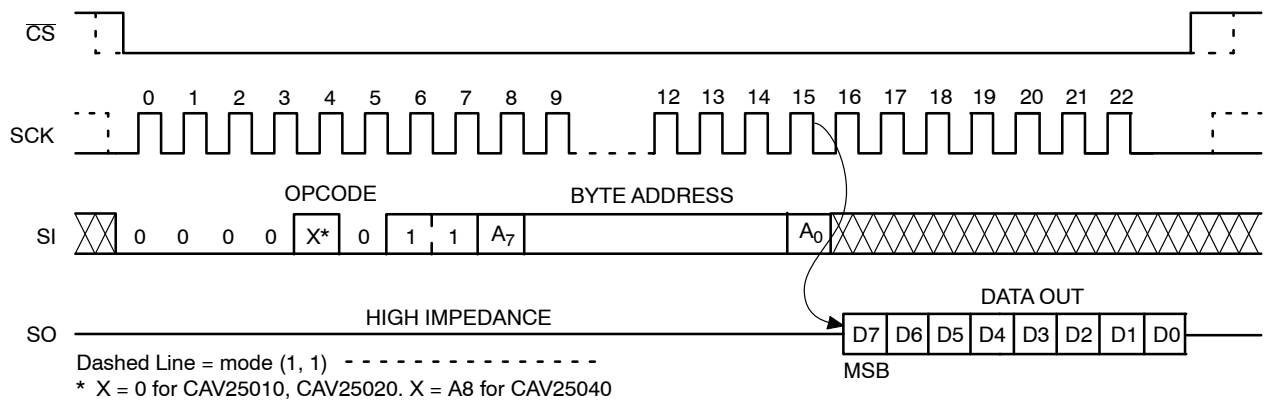 CS
0 1 2 3 4 5 6 7 8 9 12 13 14 15 16 17 18 19 20 21 22
SCK
OPCODE BYTE ADDRESS
SI 0 0 0 0 X* 0 1 1 A7 A0
DATA OUT
HIGH IMPEDANCE
SO D7 D6 D5 D4 D3 D2 D1 D0
Dashed Line = mode (1, 1)
MSB
* X = 0 for CAV25010, CAV25020. X = A8 for CAV25040